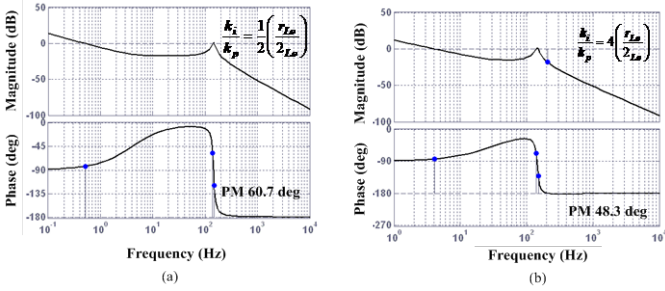 50
0
-50
-100
Magnitude (dB)
k_i/k_p = 1/2 (r_Lo/2_Lo)
0
-45
-90
-135
-180
Phase (deg)
PM 60.7 deg
10^-1 10^0 10^1 10^2 10^3 10^4
Frequency (Hz)
(a)
50
0
-50
-100
Magnitude (dB)
k_i/k_p = 4 (r_Lo/2_Lo)
0
-90
-180
-270
Phase (deg)
PM 48.3 deg
10^0 10^1 10^2 10^3 10^4
Frequency (Hz)
(b)